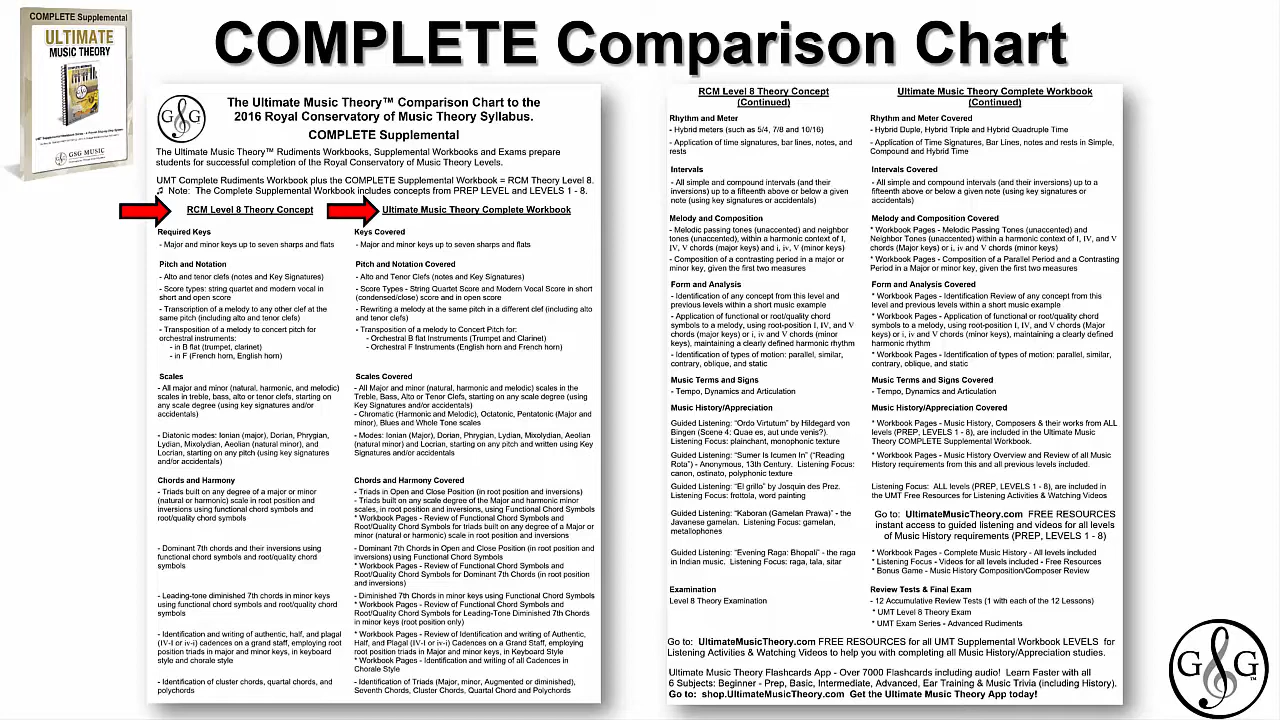 COMPLETE Supplemental
ULTIMATE
MUSIC THEORY
GSG MUSIC
COMPLETE Comparison Chart
G G
The Ultimate Music Theory™ Comparison Chart to the
2016 Royal Conservatory of Music Theory Syllabus.
COMPLETE Supplemental
The Ultimate Music Theory™ Rudiments Workbooks, Supplemental Workbooks and Exams prepare
students for successful completion of the Royal Conservatory of Music Theory Levels.
UMT Complete Rudiments Workbook plus the COMPLETE Supplemental Workbook = RCM Theory Level 8.
♫ Note: The Complete Supplemental Workbook includes concepts from PREP LEVEL and LEVELS 1 - 8.
RCM Level 8 Theory Concept
Ultimate Music Theory Complete Workbook
Required Keys
- Major and minor keys up to seven sharps and flats
Keys Covered
- Major and minor keys up to seven sharps and flats
Pitch and Notation
- Alto and tenor clefs (notes and Key Signatures)
- Score types: string quartet and modern vocal in
short and open score
- Transcription of a melody to any other clef at the
same pitch (including alto and tenor clefs)
- Transposition of a melody to concert pitch for
orchestral instruments:
- in B flat (trumpet, clarinet)
- in F (French horn, English horn)
Pitch and Notation Covered
- Alto and Tenor Clefs (notes and Key Signatures)
- Score Types - String Quartet Score and Modern Vocal Score in short
(condensed/close) score and in open score
- Rewriting a melody at the same pitch in a different clef (including alto
and tenor clefs)
- Transposition of a melody to Concert Pitch for:
- Orchestral B flat Instruments (Trumpet and Clarinet)
- Orchestral F Instruments (English horn and French horn)
Scales
- All major and minor (natural, harmonic, and melodic)
scales in treble, bass, alto or tenor clefs, starting on
any scale degree (using key signatures and/or
accidentals)
- Diatonic modes: Ionian (major), Dorian, Phrygian,
Lydian, Mixolydian, Aeolian (natural minor), and
Locrian, starting on any pitch (using key signatures
and/or accidentals)
Scales Covered
- All Major and minor (natural, harmonic and melodic) scales in the
Treble, Bass, Alto or Tenor Clefs, starting on any scale degree (using
Key Signatures and/or accidentals)
- Chromatic (Harmonic and Melodic), Octatonic, Pentatonic (Major and
minor), Blues and Whole Tone scales
- Modes: Ionian (Major), Dorian, Phrygian, Lydian, Mixolydian, Aeolian
(natural minor) and Locrian, starting on any pitch and written using Key
Signatures and/or accidentals
Chords and Harmony
- Triads built on any degree of a major or minor
(natural or harmonic) scale in root position and
inversions using functional chord symbols and
root/quality chord symbols
- Dominant 7th chords and their inversions using
functional chord symbols and root/quality chord
symbols
- Leading-tone diminished 7th chords in minor keys
using functional chord symbols and root/quality chord
symbols
- Identification and writing of authentic, half, and plagal
(IV-I or iv-i) cadences on a grand staff, employing root
position triads in major and minor keys, in keyboard
style and chorale style
- Identification of cluster chords, quartal chords, and
polychords
Chords and Harmony Covered
- Triads in Open and Close Position (in root position and inversions)
- Triads built on any scale degree of the Major and harmonic minor
scales, in root position and inversions, using Functional Chord Symbols
* Workbook Pages - Review of Functional Chord Symbols and
Root/Quality Chord Symbols for triads built on any degree of a Major or
minor (natural or harmonic) scale in root position and inversions
- Dominant 7th Chords in Open and Close Position (in root position and
inversions) using Functional Chord Symbols
* Workbook Pages - Review of Functional Chord Symbols and
Root/Quality Chord Symbols for Dominant 7th Chords (in root position
and inversions)
- Diminished 7th Chords in minor keys using Functional Chord Symbols
* Workbook Pages - Review of Functional Chord Symbols and
Root/Quality Chord Symbols for Leading-Tone Diminished 7th Chords
in minor keys (root position only)
* Workbook Pages - Review of Identification and writing of Authentic,
Half, and Plagal (IV-I or iv-i) Cadences on a Grand Staff, employing
root position triads in Major and minor keys, in Keyboard Style
* Workbook Pages - Identification and writing of all Cadences in
Chorale Style
- Identification of Triads (Major, minor, Augmented or diminished),
Seventh Chords, Cluster Chords, Quartal Chord and Polychords
RCM Level 8 Theory Concept
(Continued)
Ultimate Music Theory Complete Workbook
(Continued)
Rhythm and Meter
- Hybrid meters (such as 5/4, 7/8 and 10/16)
- Application of time signatures, bar lines, notes, and
rests
Rhythm and Meter Covered
- Hybrid Duple, Hybrid Triple and Hybrid Quadruple Time
- Application of Time Signatures, Bar Lines, notes and rests in Simple,
Compound and Hybrid Time
Intervals
- All simple and compound intervals (and their
inversions) up to a fifteenth above or below a given
note (using key signatures or accidentals)
Intervals Covered
- All simple and compound intervals (and their inversions) up to a
fifteenth above or below a given note (using key signatures or
accidentals)
Melody and Composition
- Melodic passing tones (unaccented) and neighbor
tones (unaccented), within a harmonic context of I,
IV, V chords (major keys) and i, iv, V (minor keys)
- Composition of a contrasting period in a major or
minor key, given the first two measures
Melody and Composition Covered
* Workbook Pages - Melodic Passing Tones (unaccented) and
Neighbor Tones (unaccented) within a harmonic context of I, IV, and V
chords (Major keys) or i, iv and V chords (minor keys)
* Workbook Pages - Composition of a Parallel Period and a Contrasting
Period in a Major or minor key, given the first two measures
Form and Analysis
- Identification of any concept from this level and
previous levels within a short music example
- Application of functional or root/quality chord
symbols to a melody, using root-position I, IV, and V
chords (major keys) or i, iv, and V chords (minor
keys), maintaining a clearly defined harmonic rhythm
- Identification of types of motion: parallel, similar,
contrary, oblique, and static
Form and Analysis Covered
* Workbook Pages - Identification Review of any concept from this
level and previous levels within a short music example
* Workbook Pages - Application of functional or root/quality chord
symbols to a melody, using root-position I, IV, and V chords (Major
keys) or i, iv and V chords (minor keys), maintaining a clearly defined
harmonic rhythm
* Workbook Pages - Identification of types of motion: parallel, similar,
contrary, oblique, and static
Music Terms and Signs
- Tempo, Dynamics and Articulation
Music Terms and Signs Covered
- Tempo, Dynamics and Articulation
Music History/Appreciation
Guided Listening: “Ordo Virtutum” by Hildegard von
Bingen (Scene 4: Quae es, aut unde venis?).
Listening Focus: plainchant, monophonic texture
Guided Listening: “Sumer Is Icumen In” (“Reading
Rota”) - Anonymous, 13th Century. Listening Focus:
canon, ostinato, polyphonic texture
Guided Listening: “El grillo” by Josquin des Prez.
Listening Focus: frottola, word painting
Guided Listening: “Kaboran (Gamelan Prawa)” - the
Javanese gamelan. Listening Focus: gamelan,
metallophones
Guided Listening: “Evening Raga: Bhopali” - the raga
in Indian music. Listening Focus: raga, tala, sitar
Music History/Appreciation Covered
* Workbook Pages - Music History, Composers & their works from ALL
levels (PREP, LEVELS 1 - 8), are included in the Ultimate Music
Theory COMPLETE Supplemental Workbook.
* Workbook Pages - Music History Overview and Review of all Music
History requirements from this and all previous levels included.
Listening Focus: ALL levels (PREP, LEVELS 1 - 8), are included in
the UMT Free Resources for Listening Activities & Watching Videos
Go to: UltimateMusicTheory.com FREE RESOURCES
instant access to guided listening and videos for all levels
of Music History requirements (PREP, LEVELS 1 - 8)
* Workbook Pages - Complete Music History - All levels included
* Listening Focus - Videos for all levels included - Free Resources
* Bonus Game - Music History Composition/Composer Review
Examination
Level 8 Theory Examination
Review Tests & Final Exam
- 12 Accumulative Review Tests (1 with each of the 12 Lessons)
* UMT Level 8 Theory Exam
* UMT Exam Series - Advanced Rudiments
Go to: UltimateMusicTheory.com FREE RESOURCES for all UMT Supplemental Workbook LEVELS for
Listening Activities & Watching Videos to help you with completing all Music History/Appreciation studies.
Ultimate Music Theory Flashcards App - Over 7000 Flashcards including audio! Learn Faster with all
6 Subjects: Beginner - Prep, Basic, Intermediate, Advanced, Ear Training & Music Trivia (including History).
Go to: shop.UltimateMusicTheory.com Get the Ultimate Music Theory App today!
G G
TM